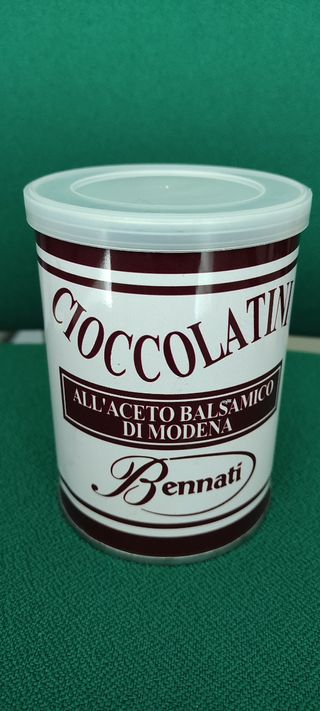 CIOCCOLATINI
ALL'ACETO BALSAMICO
DI MODENA
Bennati